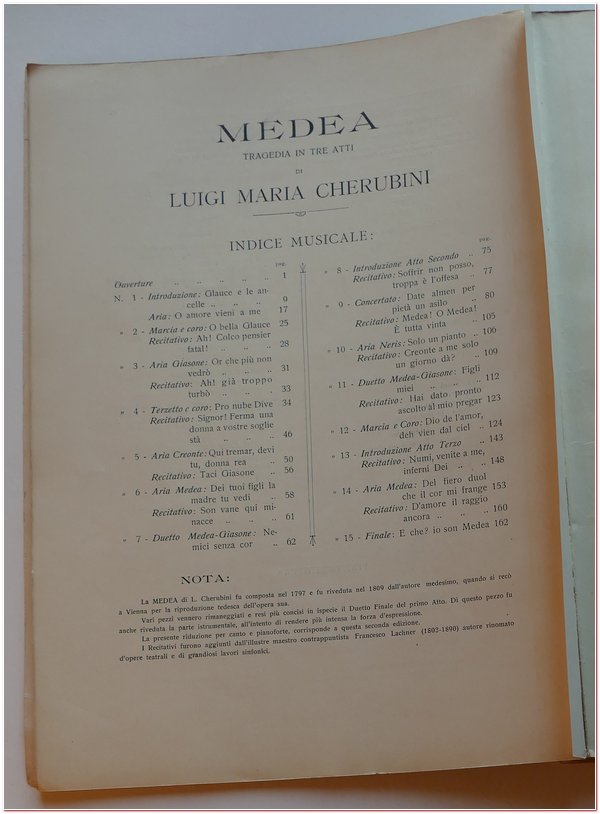 MEDEA
TRAGEDIA IN TRE ATTI
DI
LUIGI MARIA CHERUBINI
INDICE MUSICALE:
pag.
Ouverture .. .. .. .. .. 1
N. 1 - Introduzione: Glauce e le an-
celle .. .. .. 9
Aria: O amore vieni a me 17
" 2 - Marcia e coro: O bella Glauce 25
Recitativo: Ah! Colco pensier
fatal! .. .. .. 28
" 3 - Aria Giasone: Or che più non
vedrò .. .. .. 31
Recitativo: Ah! già troppo
turbò .. .. .. 33
" 4 - Terzetto e coro: Pro nube Dive 34
Recitativo: Signor! Ferma una
donna a vostre soglie
stà .. .. .. 46
" 5 - Aria Creonte: Qui tremar, devi
tu, donna rea .. 50
Recitativo: Taci Giasone .. 56
" 6 - Aria Medea: Dei tuoi figli la
madre tu vedi .. 58
Recitativo: Son vane qui mi-
nacce .. .. .. 61
" 7 - Duetto Medea-Giasone: Ne-
mici senza cor .. 62
pag.
" 8 - Introduzione Atto Secondo .. 75
Recitativo: Soffrir non posso,
troppa è l'offesa .. 77
" 9 - Concertato: Date almen per
pietà un asilo .. 80
Recitativo: Medea! O Medea!
È tutta vinta .. 105
" 10 - Aria Neris: Solo un pianto .. 106
Recitativo: Creonte a me solo
un giorno dà? .. 109
" 11 - Duetto Medea-Giasone: Figli
miei .. .. .. 112
Recitativo: Hai dato pronto
ascolto al mio pregar 123
" 12 - Marcia e Coro: Dio de l'amor,
deh vien dal ciel .. 124
" 13 - Introduzione Atto Terzo .. 143
Recitativo: Numi, venite a me,
inferni Dei .. .. 148
" 14 - Aria Medea: Del fiero duol
che il cor mi frange 153
Recitativo: D'amore il raggio
ancora .. .. .. 160
" 15 - Finale: E che? io son Medea 162
NOTA:
La MEDEA di L. Cherubini fu composta nel 1797 e fu riveduta nel 1809 dall'autore medesimo, quando si recò
a Vienna per la riproduzione tedesca dell'opera sua.
Vari pezzi vennero rimaneggiati e resi più concisi in ispecie il Duetto Finale del primo Atto. Di questo pezzo fu
anche riveduta la parte istrumentale, all'intento di rendere più intensa la forza d'espressione.
La presente riduzione per canto e pianoforte, corrisponde a questa seconda edizione.
I Recitativi furono aggiunti dall'illustre maestro contrappuntista Francesco Lachner (1802-1890) autore rinomato
d'opere teatrali e di grandiosi lavori sinfonici.